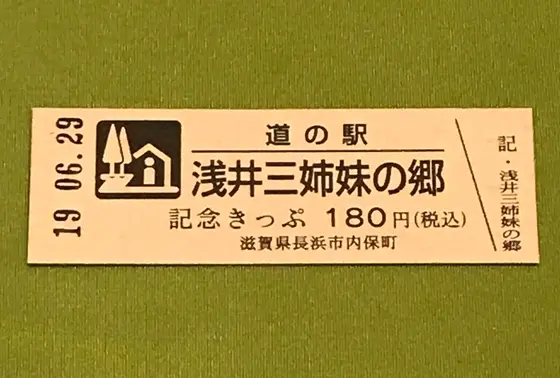 19 06.29
道の駅
浅井三姉妹の郷
記念きっぷ 180円(税込)
滋賀県長浜市内保町
記・浅井三姉妹の郷